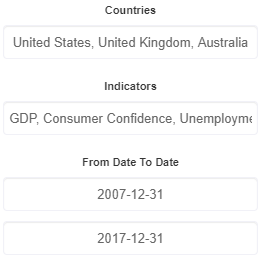 Countries
United States, United Kingdom, Australia
Indicators
GDP, Consumer Confidence, Unemployme
From Date To Date
2007-12-31
2017-12-31